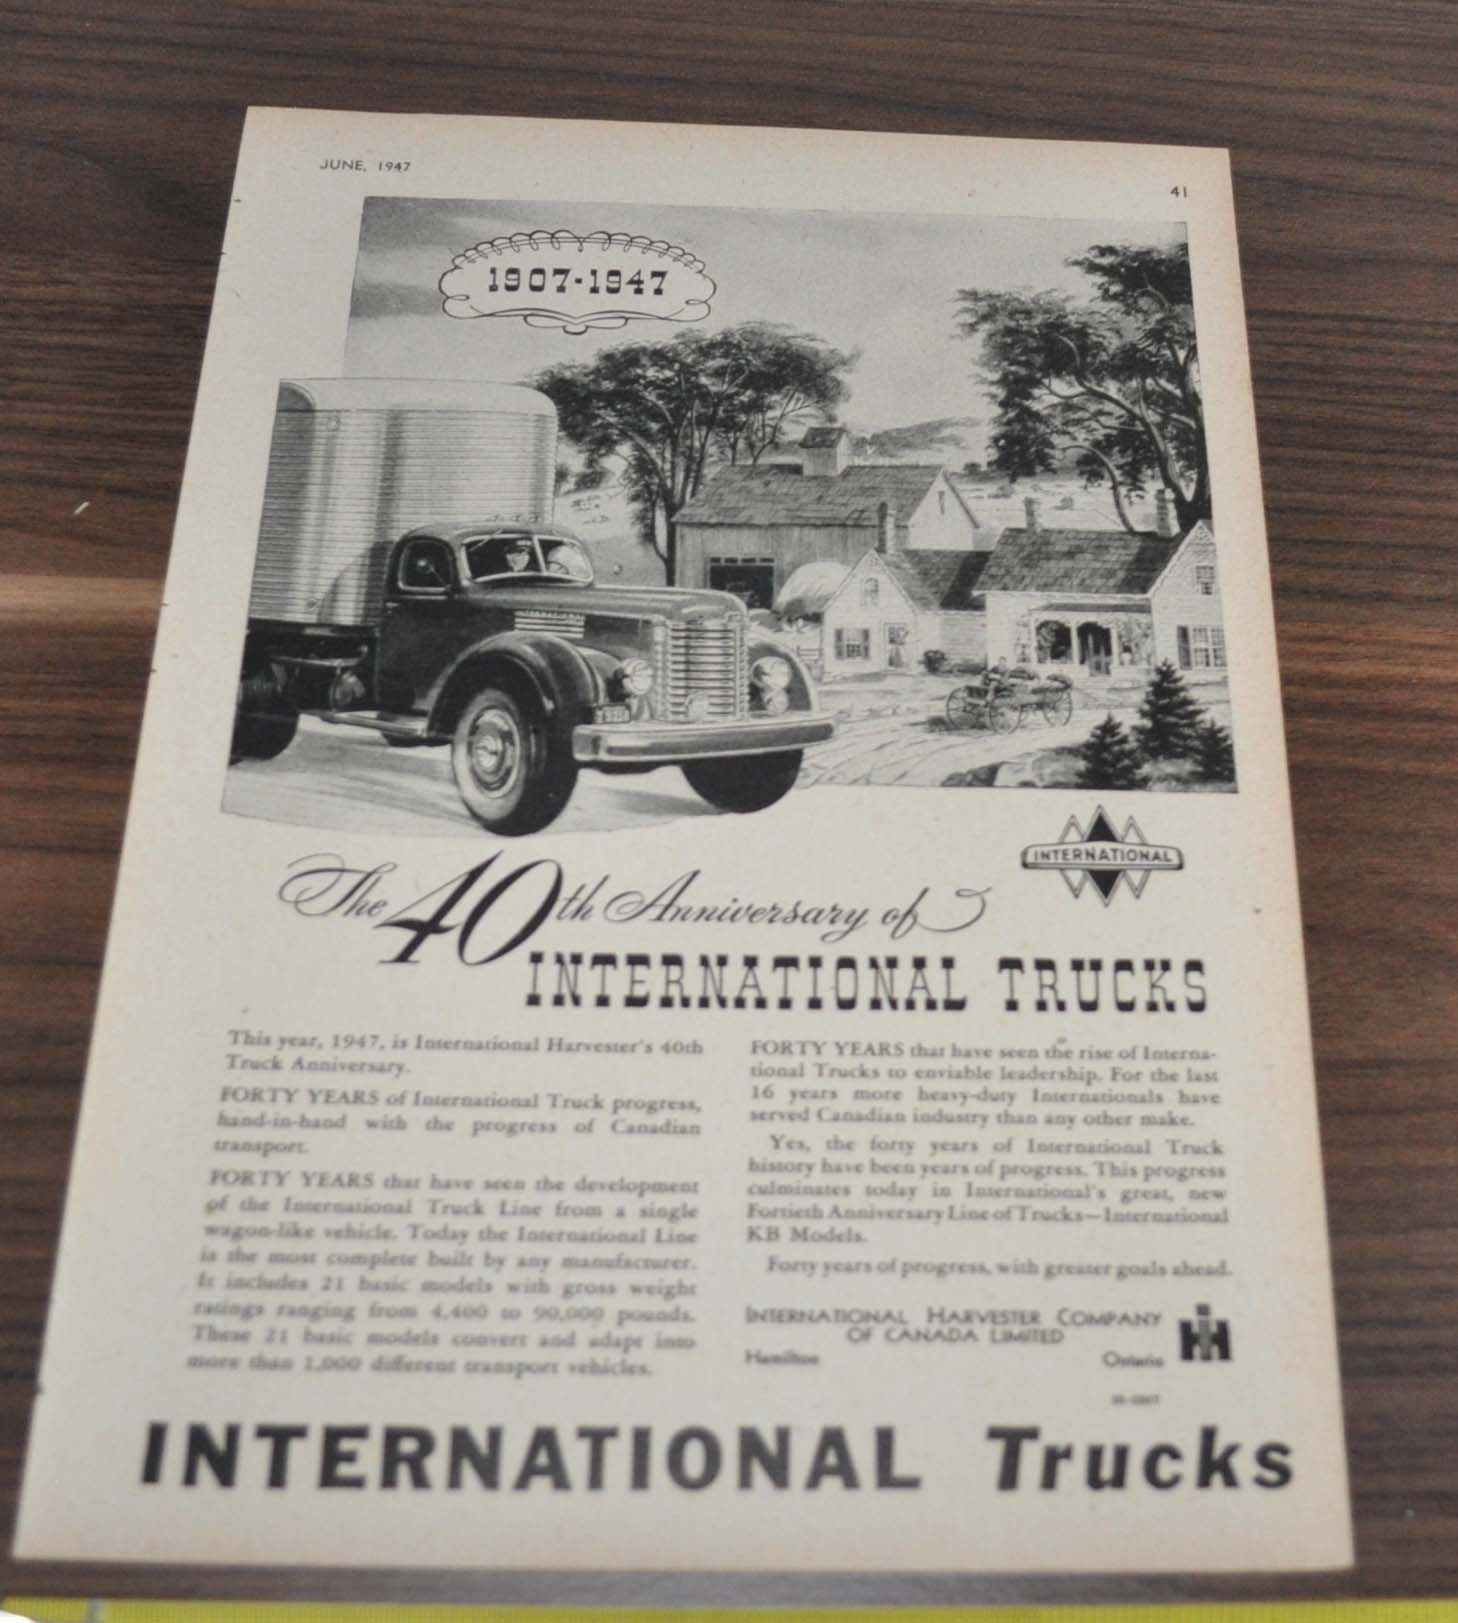 JUNE, 1947
41
1907-1947
INTERNATIONAL
The 40th Anniversary of
INTERNATIONAL TRUCKS
This year, 1947, is International Harvester's 40th
Truck Anniversary.
FORTY YEARS of International Truck progress,
hand-in-hand with the progress of Canadian
transport.
FORTY YEARS that have seen the development
of the International Truck Line from a single
wagon-like vehicle. Today the International Line
is the most complete built by any manufacturer.
It includes 21 basic models with gross weight
ratings ranging from 4,400 to 90,000 pounds.
These 21 basic models convert and adapt into
more than 1,000 different transport vehicles.
FORTY YEARS that have seen the rise of Interna-
tional Trucks to enviable leadership. For the last
16 years more heavy-duty Internationals have
served Canadian industry than any other make.
Yes, the forty years of International Truck
history have been years of progress. This progress
culminates today in International's great, new
Fortieth Anniversary Line of Trucks—International
KB Models.
Forty years of progress, with greater goals ahead.
INTERNATIONAL HARVESTER COMPANY
OF CANADA LIMITED
Hamilton Ontario
IH
INTERNATIONAL Trucks